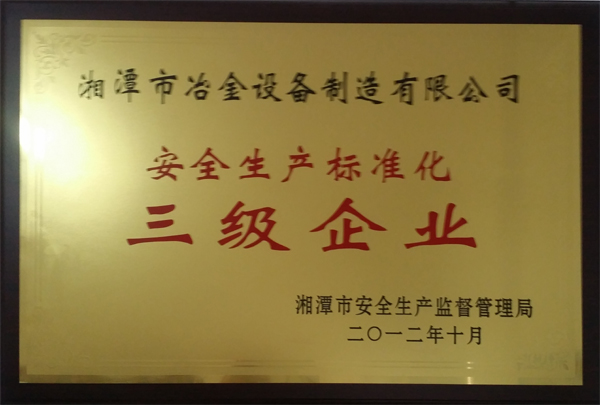 湘潭市冶金设备制造有限公司
安全生产标准化
三级企业
湘潭市安全生产监督管理局
二〇一二年十月